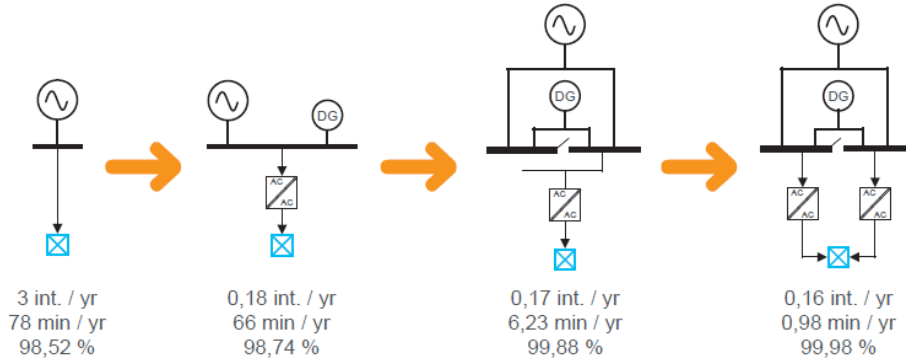 DG
DG
DG
AC
AC
AC
AC
AC
AC
AC
AC
3 int. / yr
78 min / yr
98,52 %
0,18 int. / yr
66 min / yr
98,74 %
0,17 int. / yr
6,23 min / yr
99,88 %
0,16 int. / yr
0,98 min / yr
99,98 %